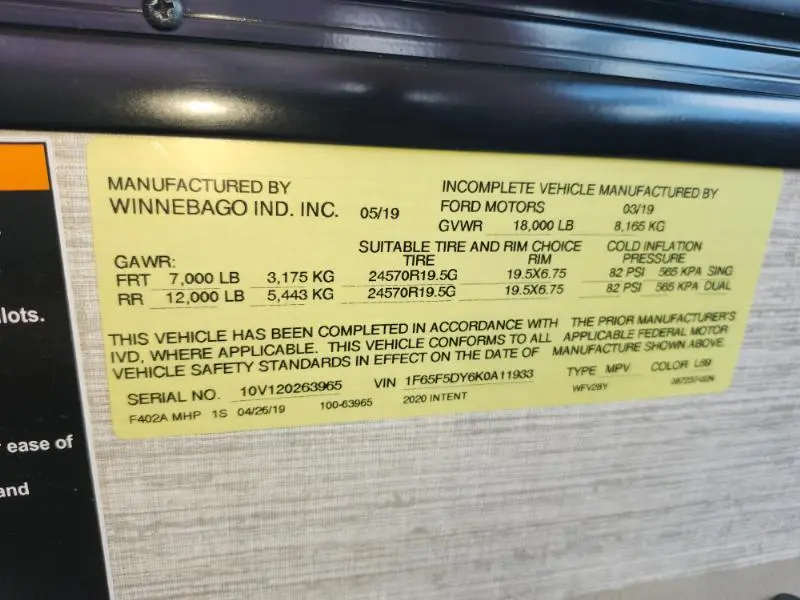 MANUFACTURED BY
WINNEBAGO IND. INC. 05/19
INCOMPLETE VEHICLE MANUFACTURED BY
FORD MOTORS 03/19
GVWR 18,000 LB 8,165 KG
GAWR: SUITABLE TIRE AND RIM CHOICE COLD INFLATION
TIRE RIM PRESSURE
FRT 7,000 LB 3,175 KG 24570R19.5G 19.5X6.75 82 PSI 565 KPA SING
RR 12,000 LB 5,443 KG 24570R19.5G 19.5X6.75 82 PSI 565 KPA DUAL
THIS VEHICLE HAS BEEN COMPLETED IN ACCORDANCE WITH THE PRIOR MANUFACTURER'S
IVD, WHERE APPLICABLE. THIS VEHICLE CONFORMS TO ALL APPLICABLE FEDERAL MOTOR
VEHICLE SAFETY STANDARDS IN EFFECT ON THE DATE OF MANUFACTURE SHOWN ABOVE.
SERIAL NO. 10V120263965 VIN 1F65F5DY6K0A11933 TYPE MPV COLOR L59
F402A MHP 1S 04/26/19 100-63965 2020 INTENT WFV28Y
lots.
ease of
and